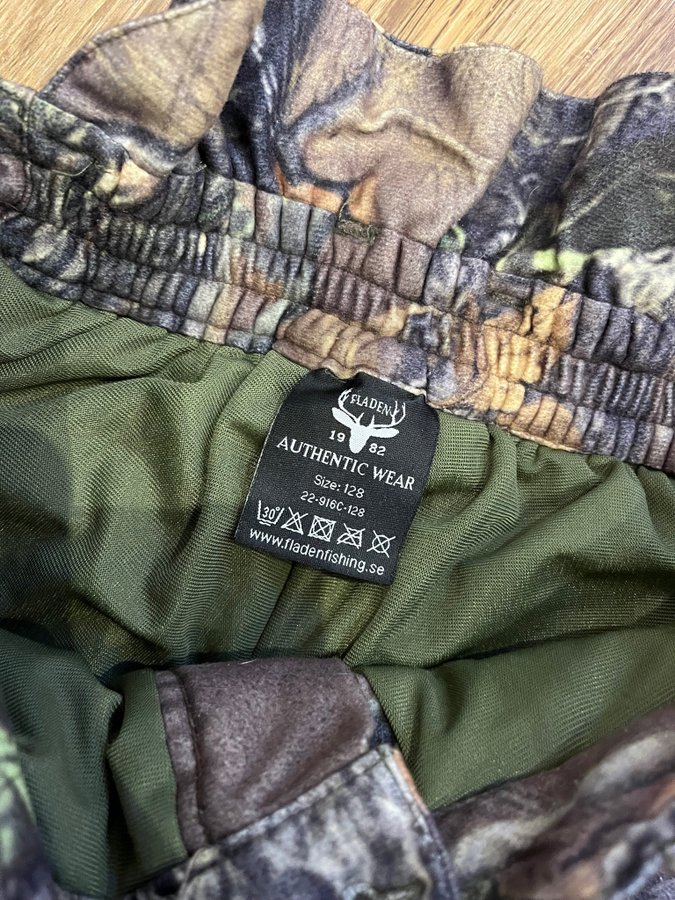 FLADEN
19 82
AUTHENTIC WEAR
Size: 128
22-916C-128
30°
www.fladenfishing.se